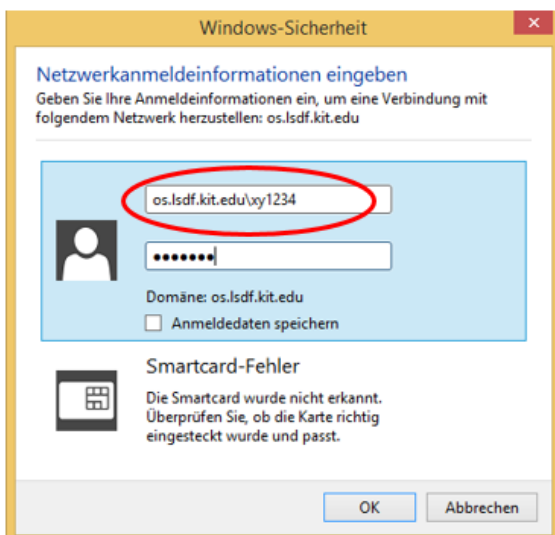 Windows-Sicherheit
Netzwerkanmeldeinformationen eingeben
Geben Sie Ihre Anmeldeinformationen ein, um eine Verbindung mit
folgendem Netzwerk herzustellen: os.lsdf.kit.edu
os.lsdf.kit.edu\xy1234
●●●●●●●
Domäne: os.lsdf.kit.edu
Anmeldedaten speichern
Smartcard-Fehler
Die Smartcard wurde nicht erkannt.
Überprüfen Sie, ob die Karte richtig
eingesteckt wurde und passt.
OK
Abbrechen